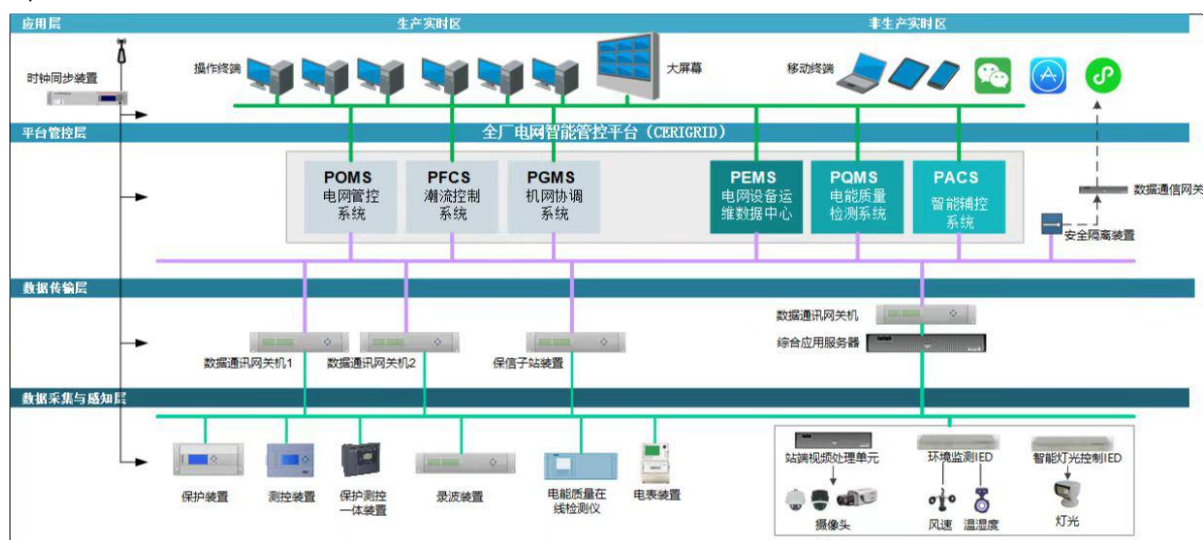 应用层
生产实时区
非生产实时区
时钟同步装置
操作终端
大屏幕
移动终端
平台管控层
全厂电网智能管控平台（CERIGRID）
POMS
电网管控
系统
PFCS
潮流控制
系统
PGMS
机网协调
系统
PEMS
电网设备运
维数据中心
PQMS
电能质量
检测系统
PACS
智能辅控
系统
数据通信网关
安全隔离装置
数据传输层
数据通讯网关机1
数据通讯网关机2
保信子站装置
数据通讯网关机
综合应用服务器
数据采集与感知层
保护装置
测控装置
保护测控
一体装置
录波装置
电能质量在
线检测仪
电表装置
站端视频处理单元
摄像头
环境监测IED
风速
温湿度
智能灯光控制IED
灯光